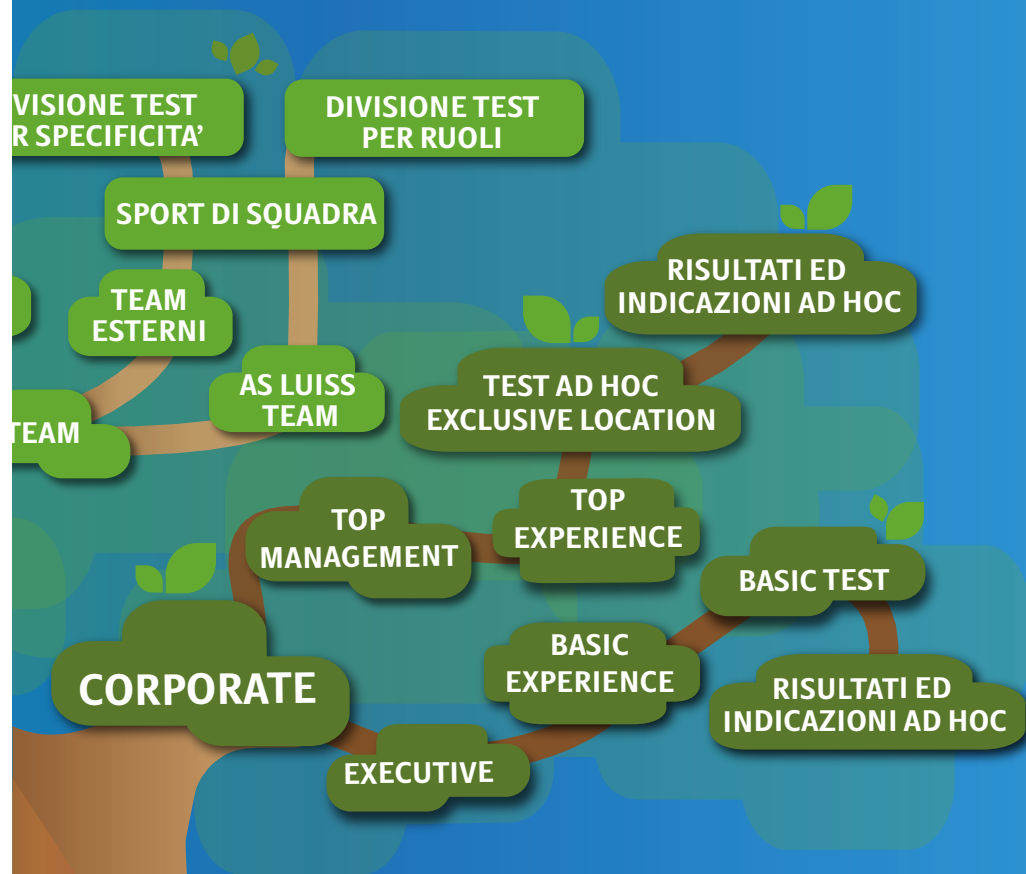 VISIONE TEST
R SPECIFICITA’
DIVISIONE TEST
PER RUOLI
SPORT DI SQUADRA
TEAM
ESTERNI
AS LUISS
TEAM
TEAM
RISULTATI ED
INDICAZIONI AD HOC
TEST AD HOC
EXCLUSIVE LOCATION
TOP
MANAGEMENT
TOP
EXPERIENCE
BASIC TEST
BASIC
EXPERIENCE
RISULTATI ED
INDICAZIONI AD HOC
CORPORATE
EXECUTIVE